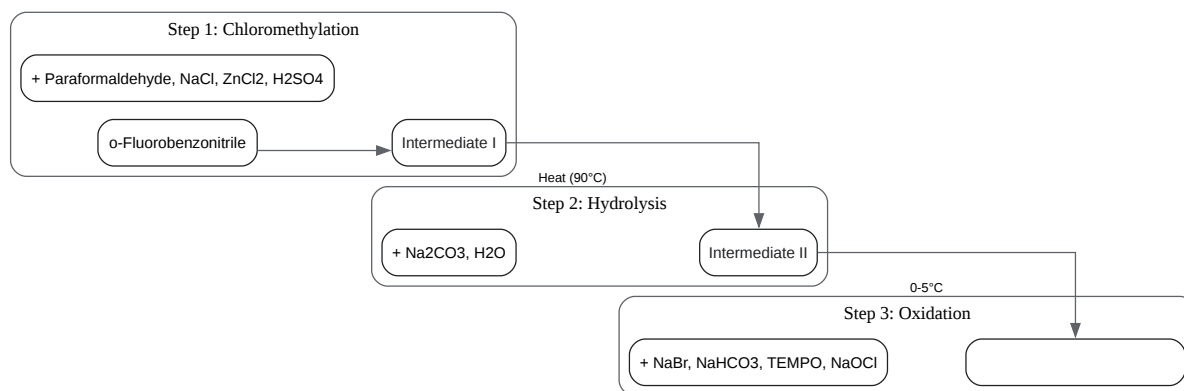 Step 1: Chloromethylation
+ Paraformaldehyde, NaCl, ZnCl2, H2SO4
o-Fluorobenzonitrile
Intermediate I
Heat (90°C)
Step 2: Hydrolysis
+ Na2CO3, H2O
Intermediate II
0-5°C
Step 3: Oxidation
+ NaBr, NaHCO3, TEMPO, NaOCl